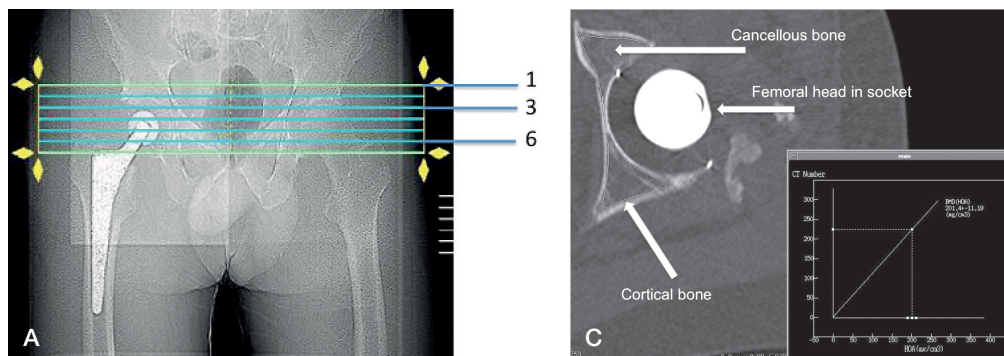 1
3
6
A
Cancellous bone
Femoral head in socket
Cortical bone
C
main
CT Number
BMD(HOA)
201.4+-11.19
(mg/cm3)
300
250
200
150
100
50
0
-50
0
50
100
150
200
250
300
350
400
HOA(mg/cm3)